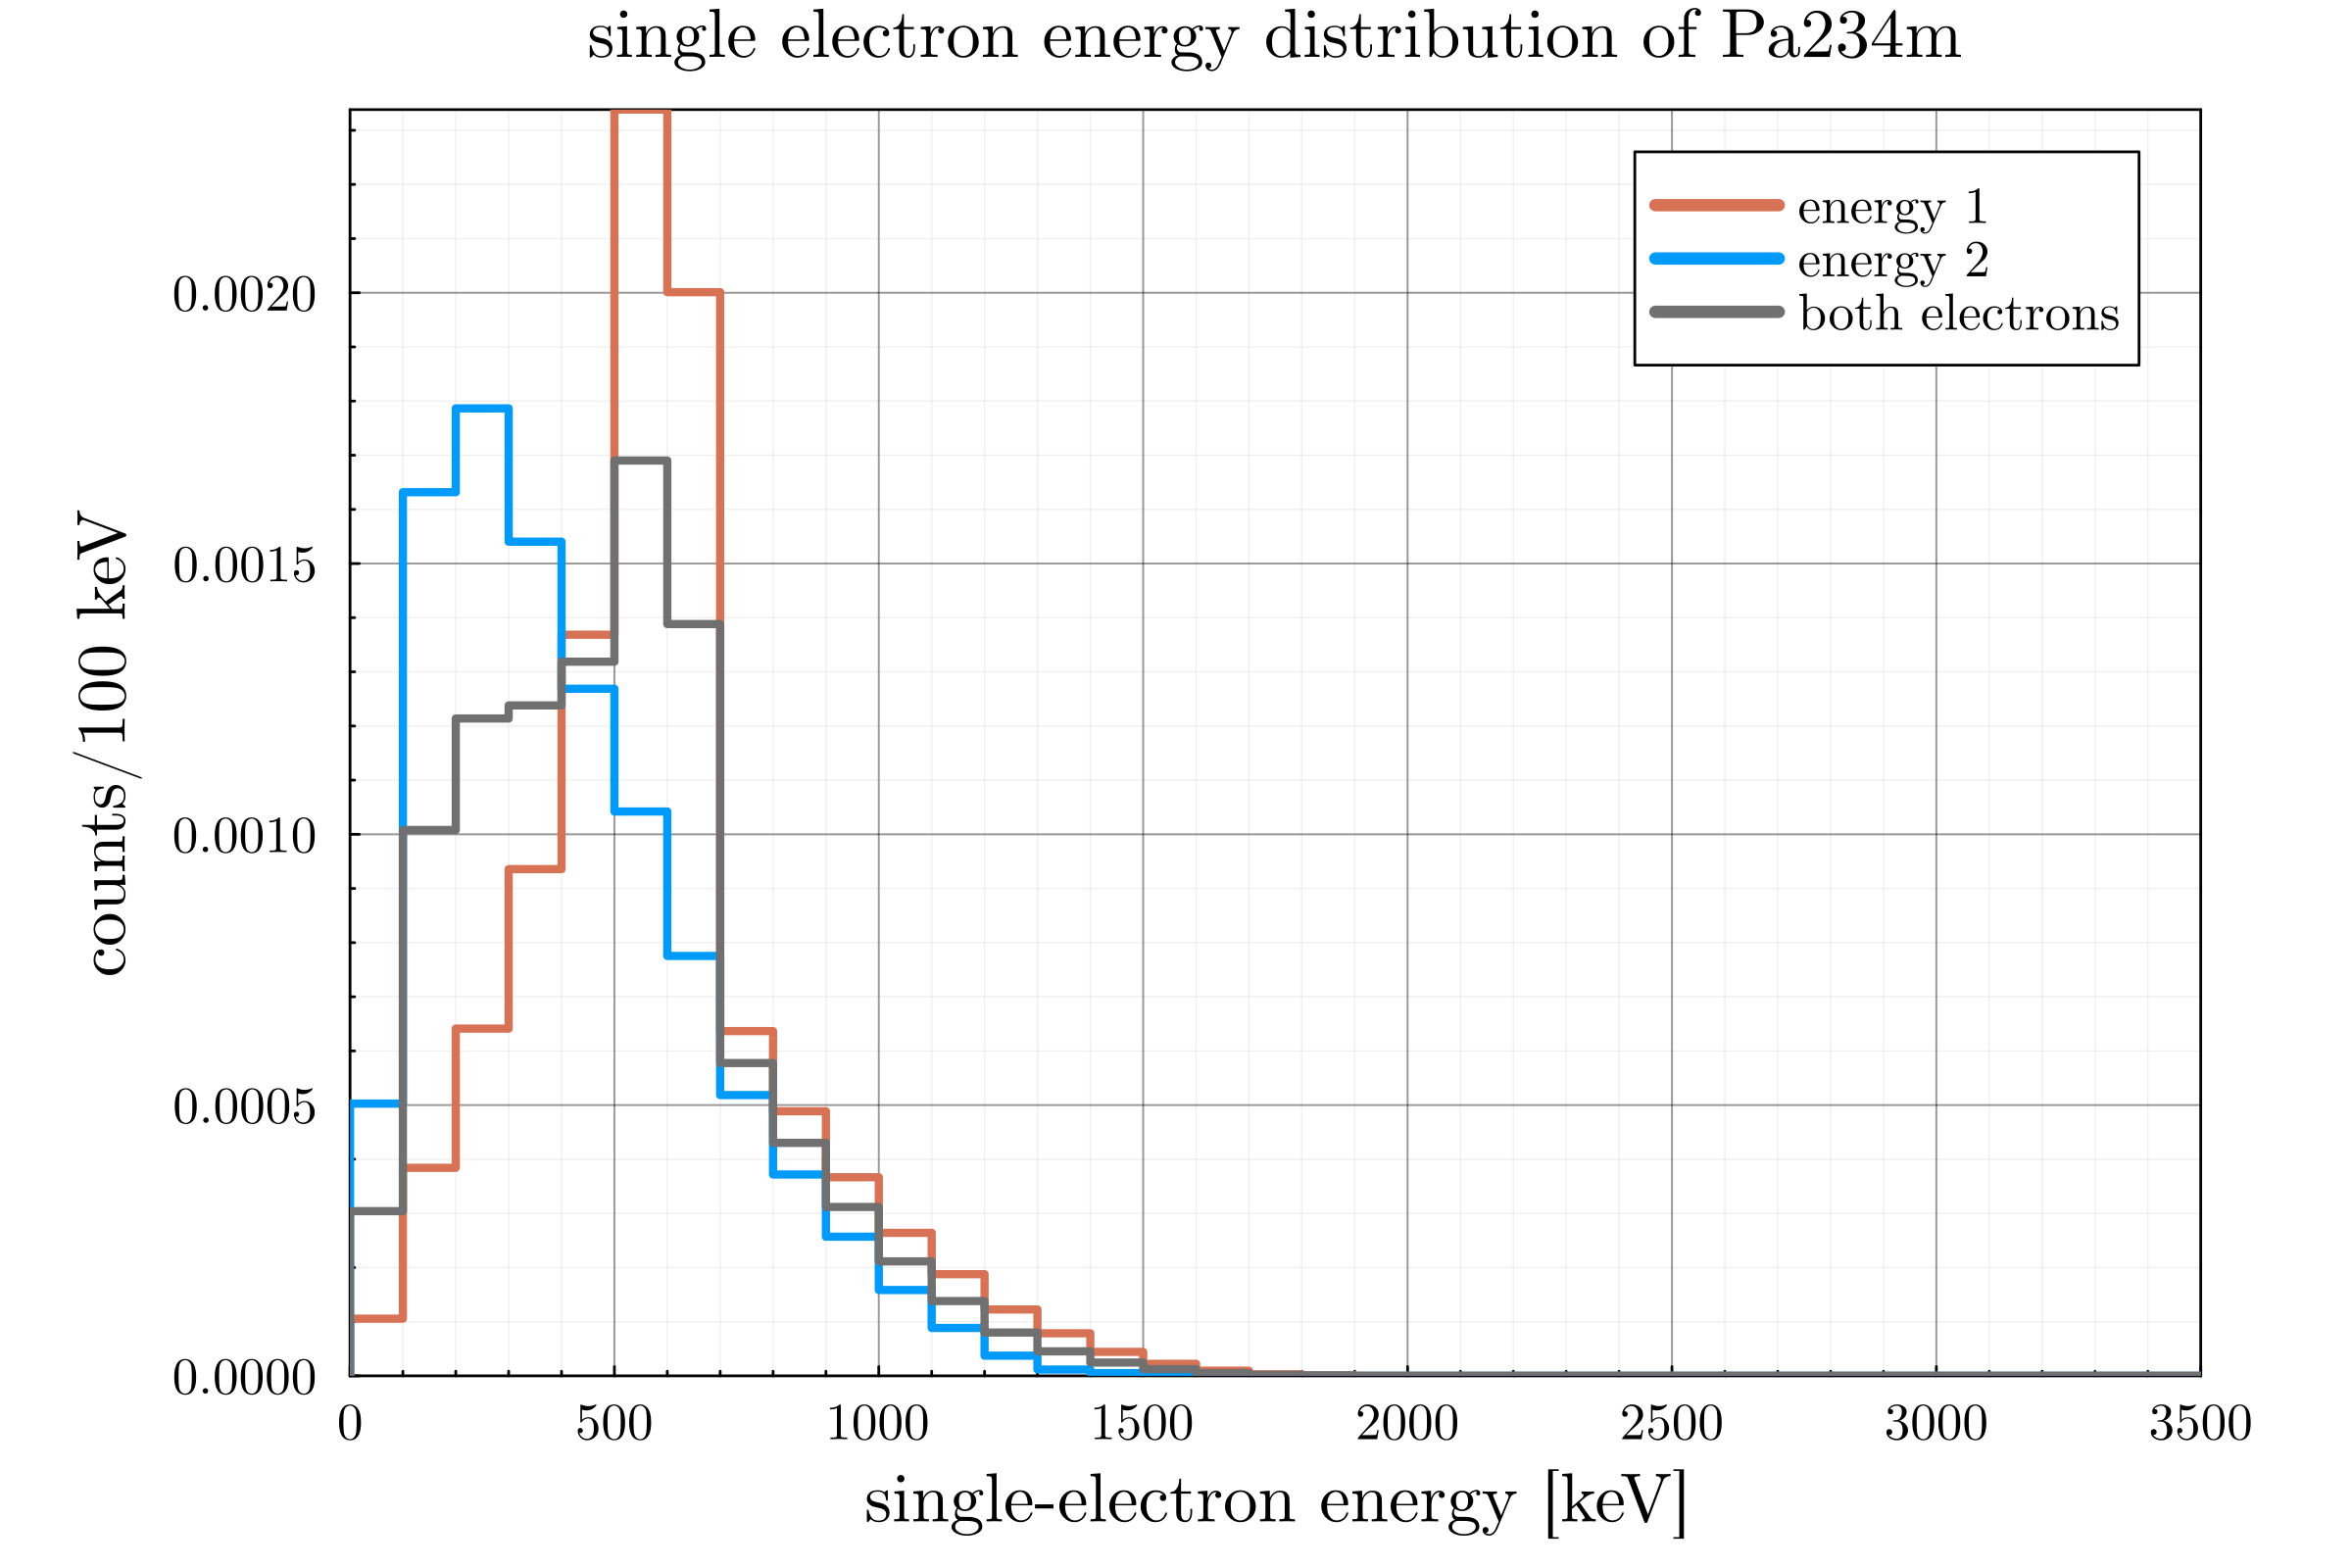 single electron energy distribution of Pa234m
energy 1
energy 2
both electrons
counts/100 keV
0.0020
0.0015
0.0010
0.0005
0.0000
0 500 1000 1500 2000 2500 3000 3500
single-electron energy [keV]